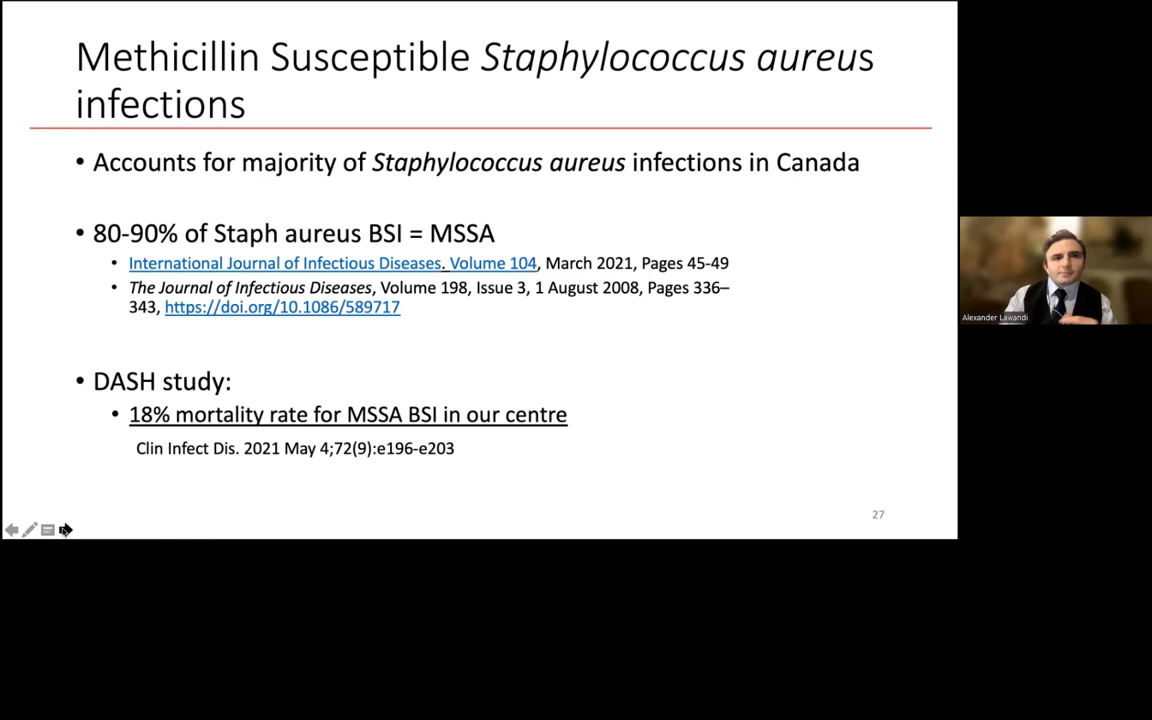 Methicillin Susceptible Staphylococcus aureus
infections
• Accounts for majority of Staphylococcus aureus infections in Canada
• 80-90% of Staph aureus BSI = MSSA
• International Journal of Infectious Diseases. Volume 104, March 2021, Pages 45-49
• The Journal of Infectious Diseases, Volume 198, Issue 3, 1 August 2008, Pages 336–
343, https://doi.org/10.1086/589717
• DASH study:
• 18% mortality rate for MSSA BSI in our centre
Clin Infect Dis. 2021 May 4;72(9):e196-e203
27
Alexander Lawandi